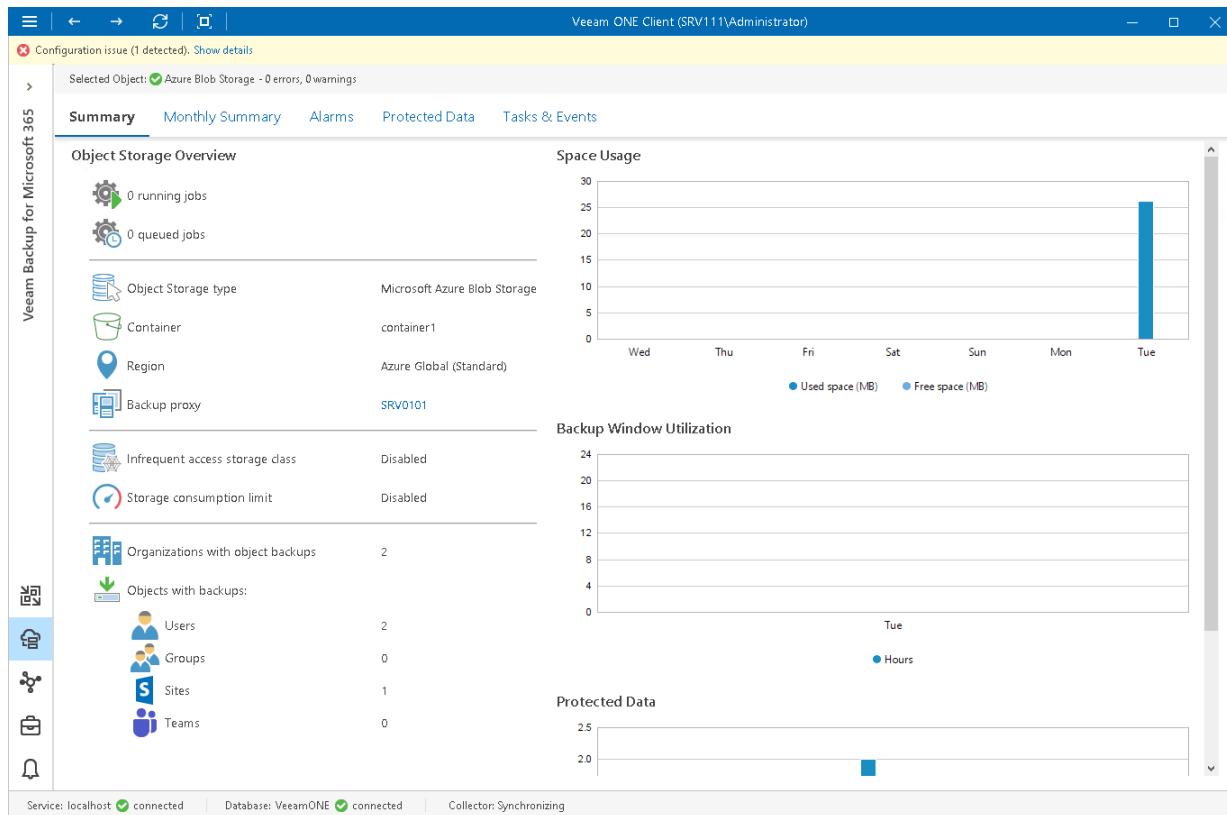 Veeam ONE Client (SRV111\Administrator)
Configuration issue (1 detected). Show details
Selected Object: Azure Blob Storage - 0 errors, 0 warnings
Veeam Backup for Microsoft 365
Summary Monthly Summary Alarms Protected Data Tasks & Events
Object Storage Overview
0 running jobs
0 queued jobs
Object Storage type Microsoft Azure Blob Storage
Container container1
Region Azure Global (Standard)
Backup proxy SRV0101
Infrequent access storage class Disabled
Storage consumption limit Disabled
Organizations with object backups 2
Objects with backups:
Users 2
Groups 0
Sites 1
Teams 0
Space Usage
30
25
20
15
10
5
0
Wed Thu Fri Sat Sun Mon Tue
Used space (MB) Free space (MB)
Backup Window Utilization
24
20
16
12
8
4
0
Tue
Hours
Protected Data
2.5
2.0
Service: localhost connected Database: VeeamONE connected Collector: Synchronizing